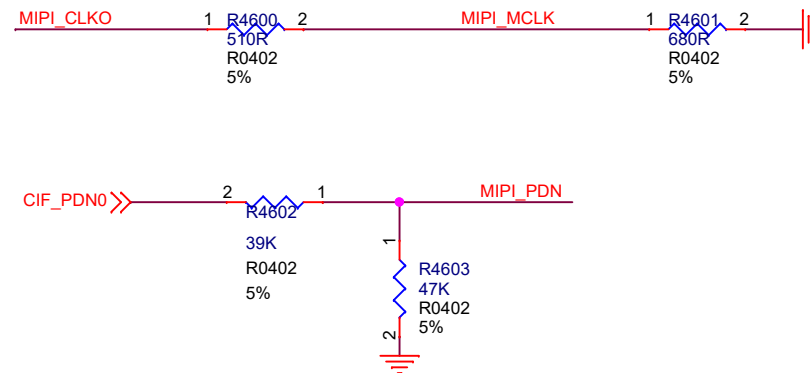 MIPI_CLKO
1
R4600
2
510R
R0402
5%
MIPI_MCLK
1
R4601
2
680R
R0402
5%
CIF_PDN0
2
R4602
1
39K
R0402
5%
MIPI_PDN
1
R4603
47K
R0402
5%
2